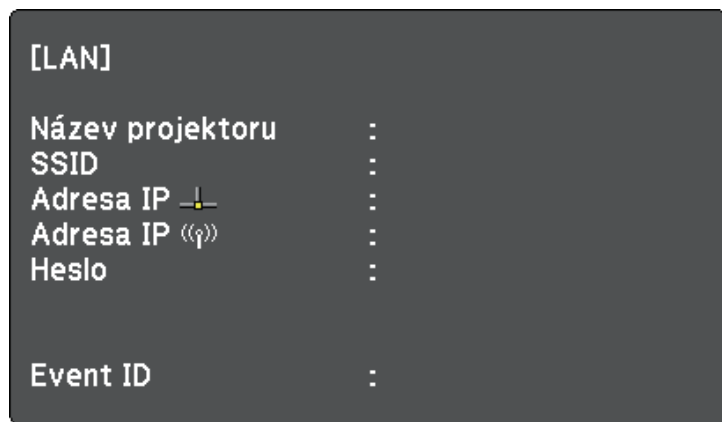 [LAN]
Název projektoru :
SSID :
Adresa IP :
Adresa IP :
Heslo :
Event ID :